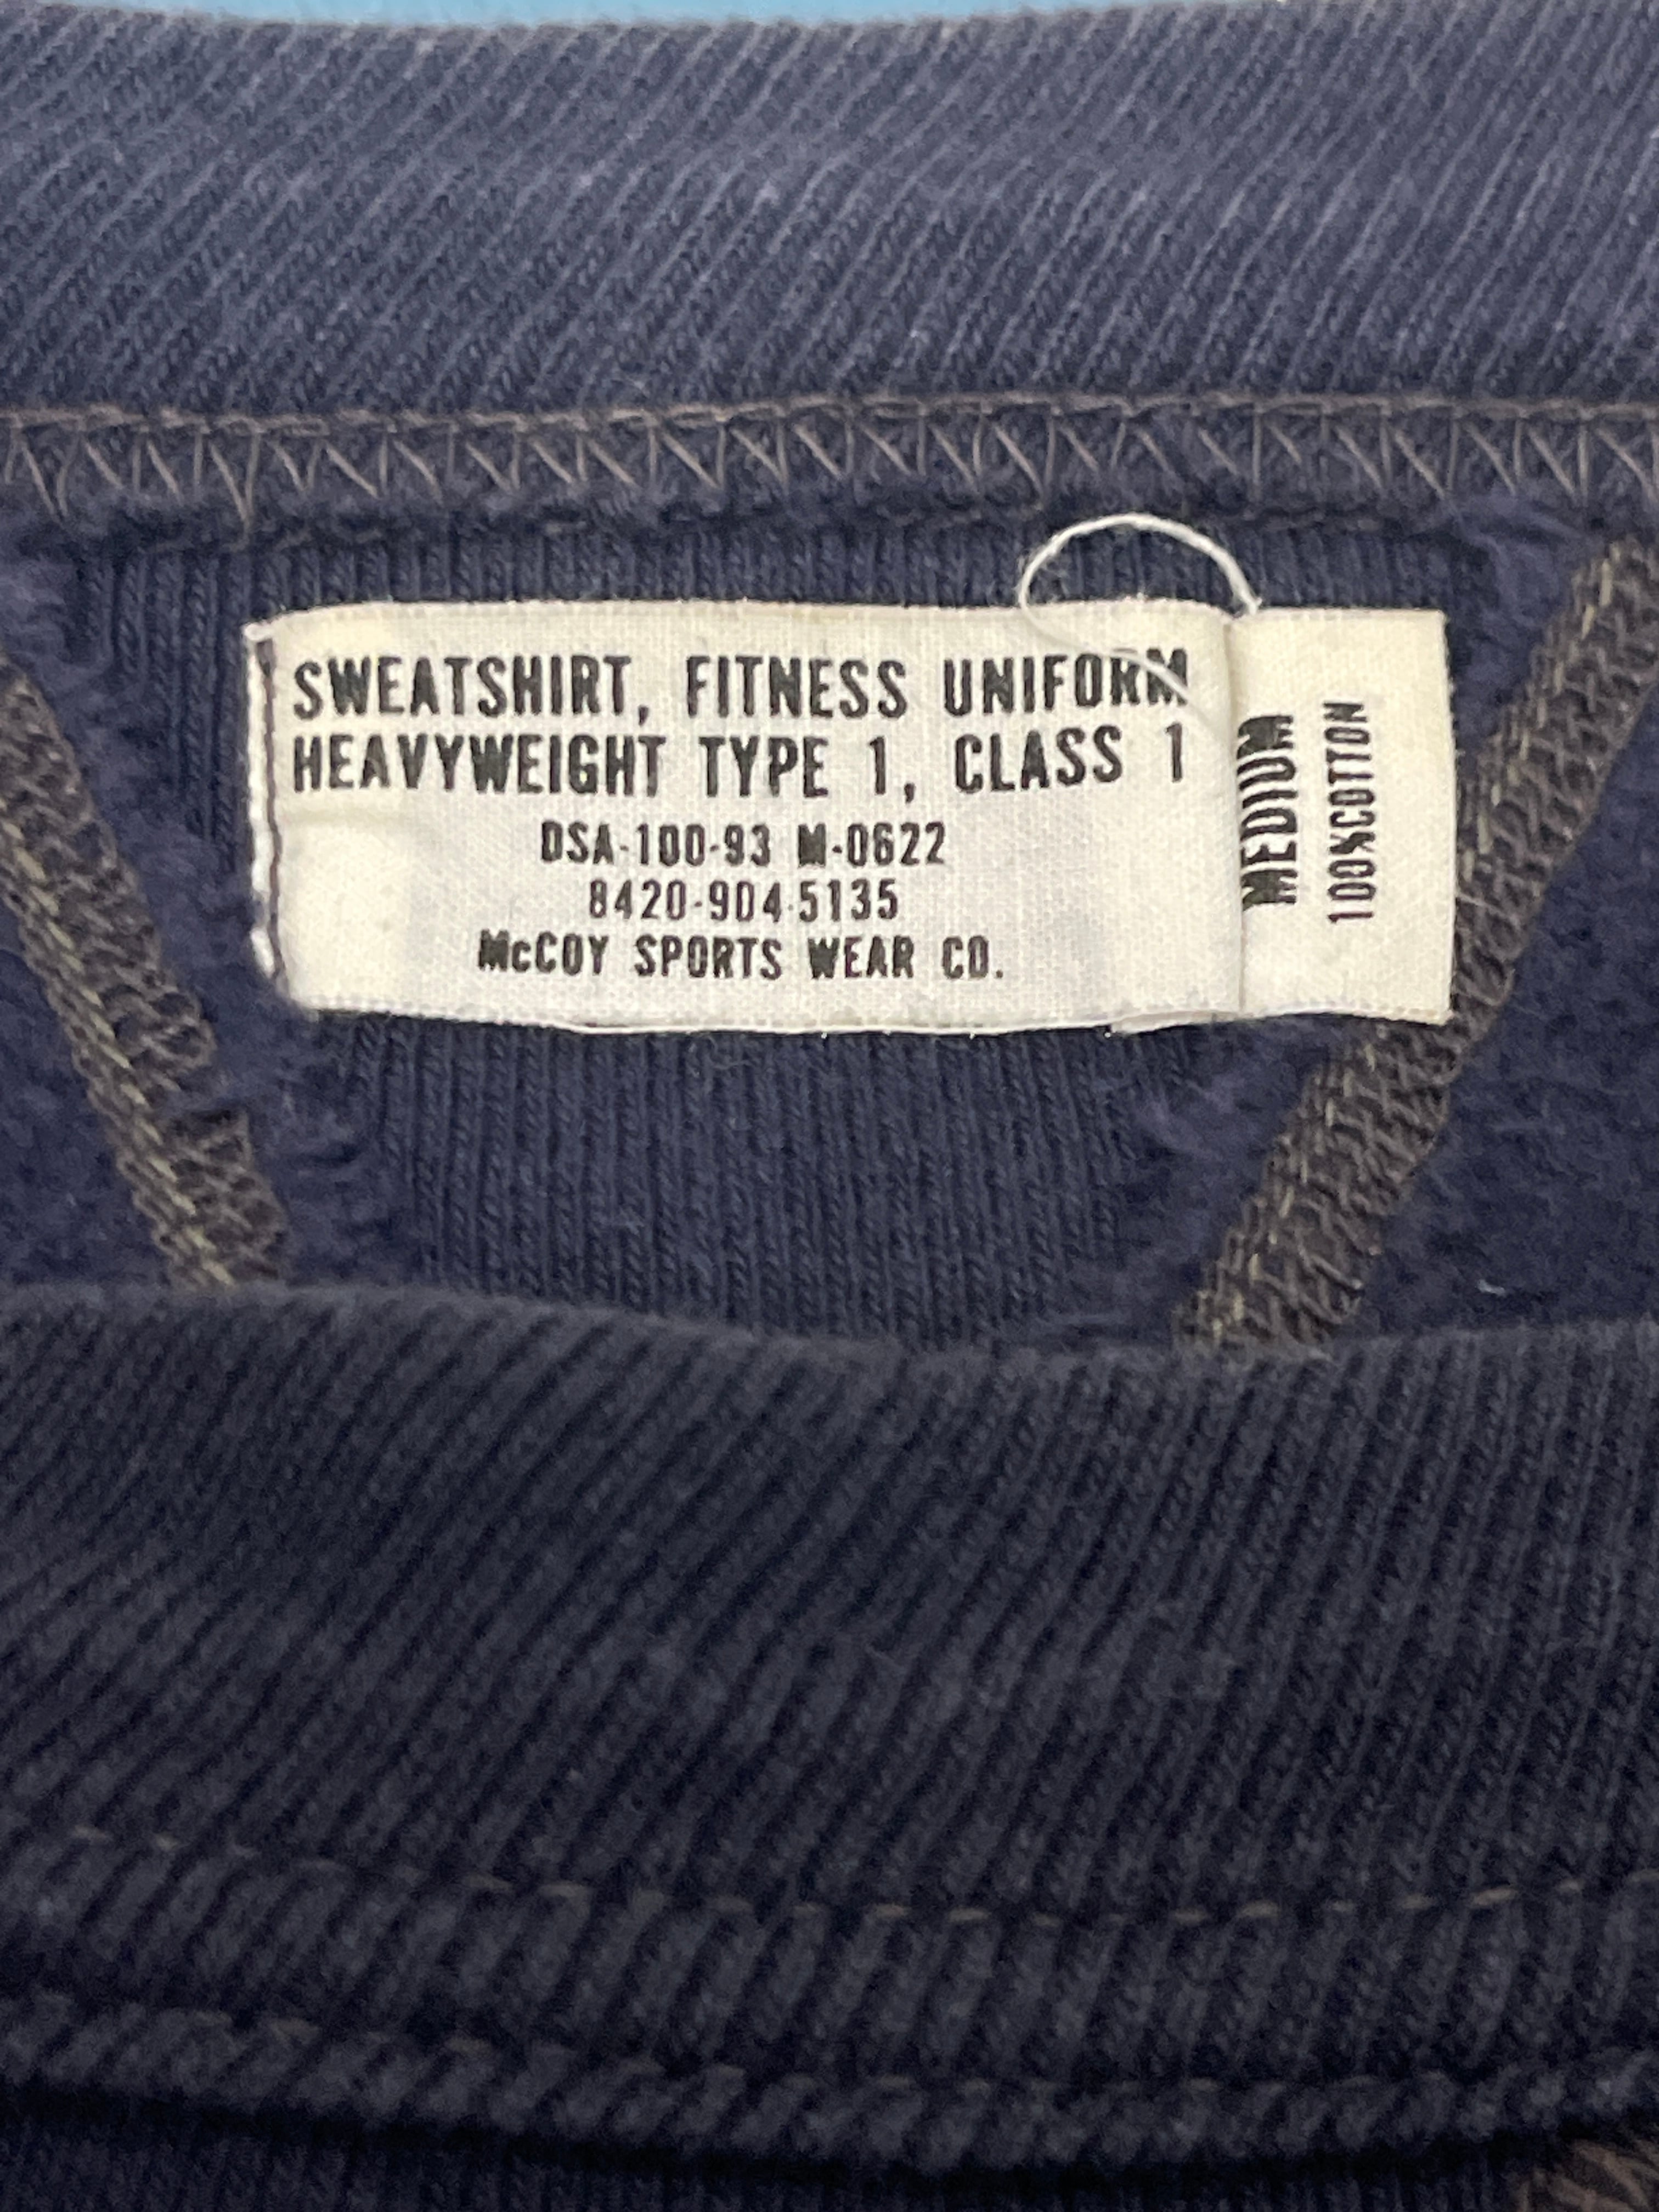 SWEATSHIRT, FITNESS UNIFORM
HEAVYWEIGHT TYPE 1, CLASS 1
DSA-100-93 M-0622
8420-904-5135
McCOY SPORTS WEAR CO.
MEDIUM
100%COTTON